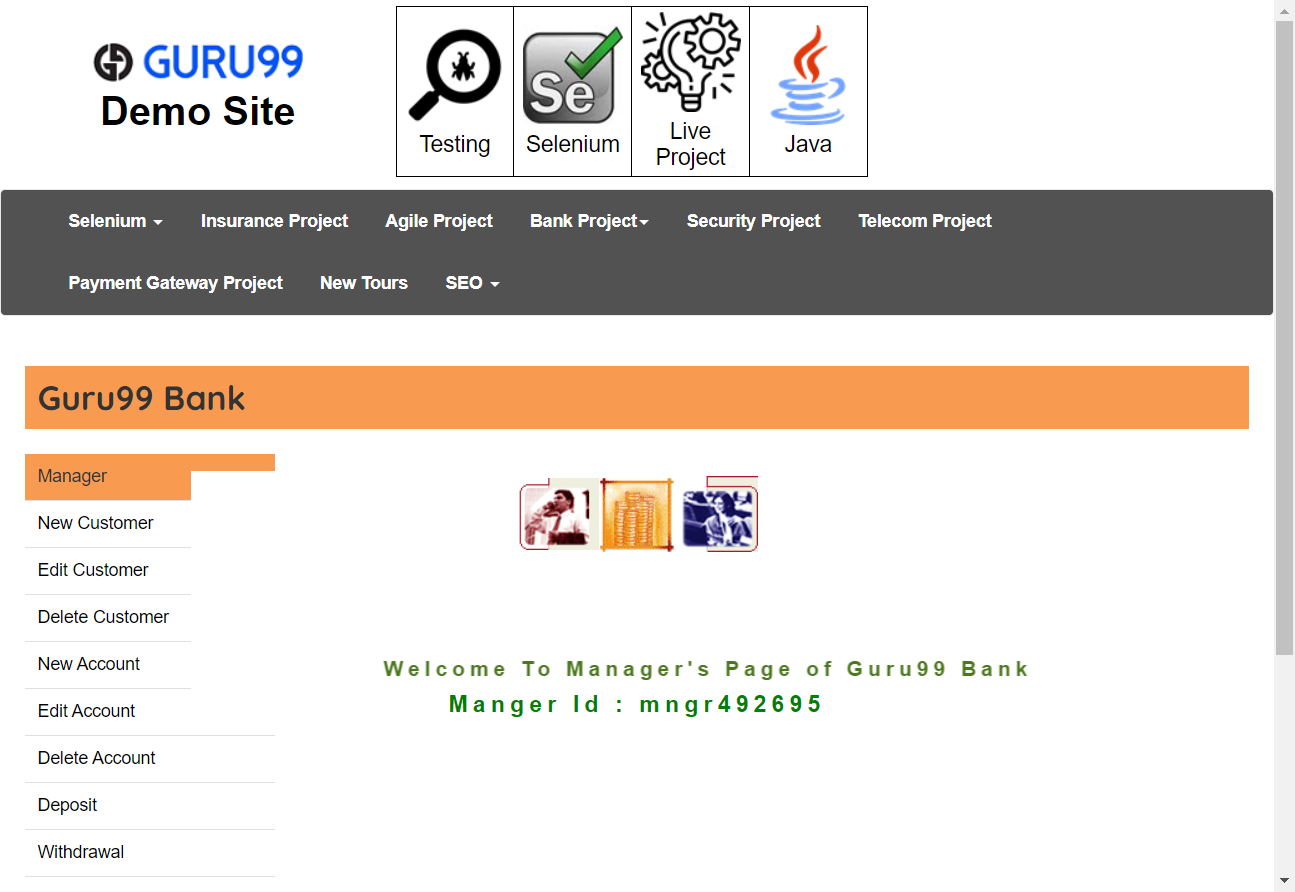 GURU99
Demo Site
Testing
Se
Selenium
Live
Project
Java
Selenium Insurance Project Agile Project Bank Project Security Project Telecom Project
Payment Gateway Project New Tours SEO
Guru99 Bank
Manager
New Customer
Edit Customer
Delete Customer
New Account
Edit Account
Delete Account
Deposit
Withdrawal
Welcome To Manager's Page of Guru99 Bank
Manger Id : mngr492695